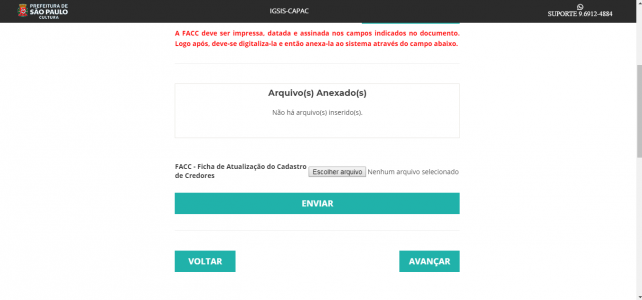 PREFEITURA DE
SÃO PAULO
CULTURA
IGSIS-CAPAC
SUPORTE 9 6912-4884
A FACC deve ser impressa, datada e assinada nos campos indicados no documento.
Logo após, deve-se digitaliza-la e então anexa-la ao sistema através do campo abaixo.
Arquivo(s) Anexado(s)
Não há arquivo(s) inserido(s).
FACC - Ficha de Atualização do Cadastro
de Credores
Escolher arquivo Nenhum arquivo selecionado
ENVIAR
VOLTAR
AVANÇAR